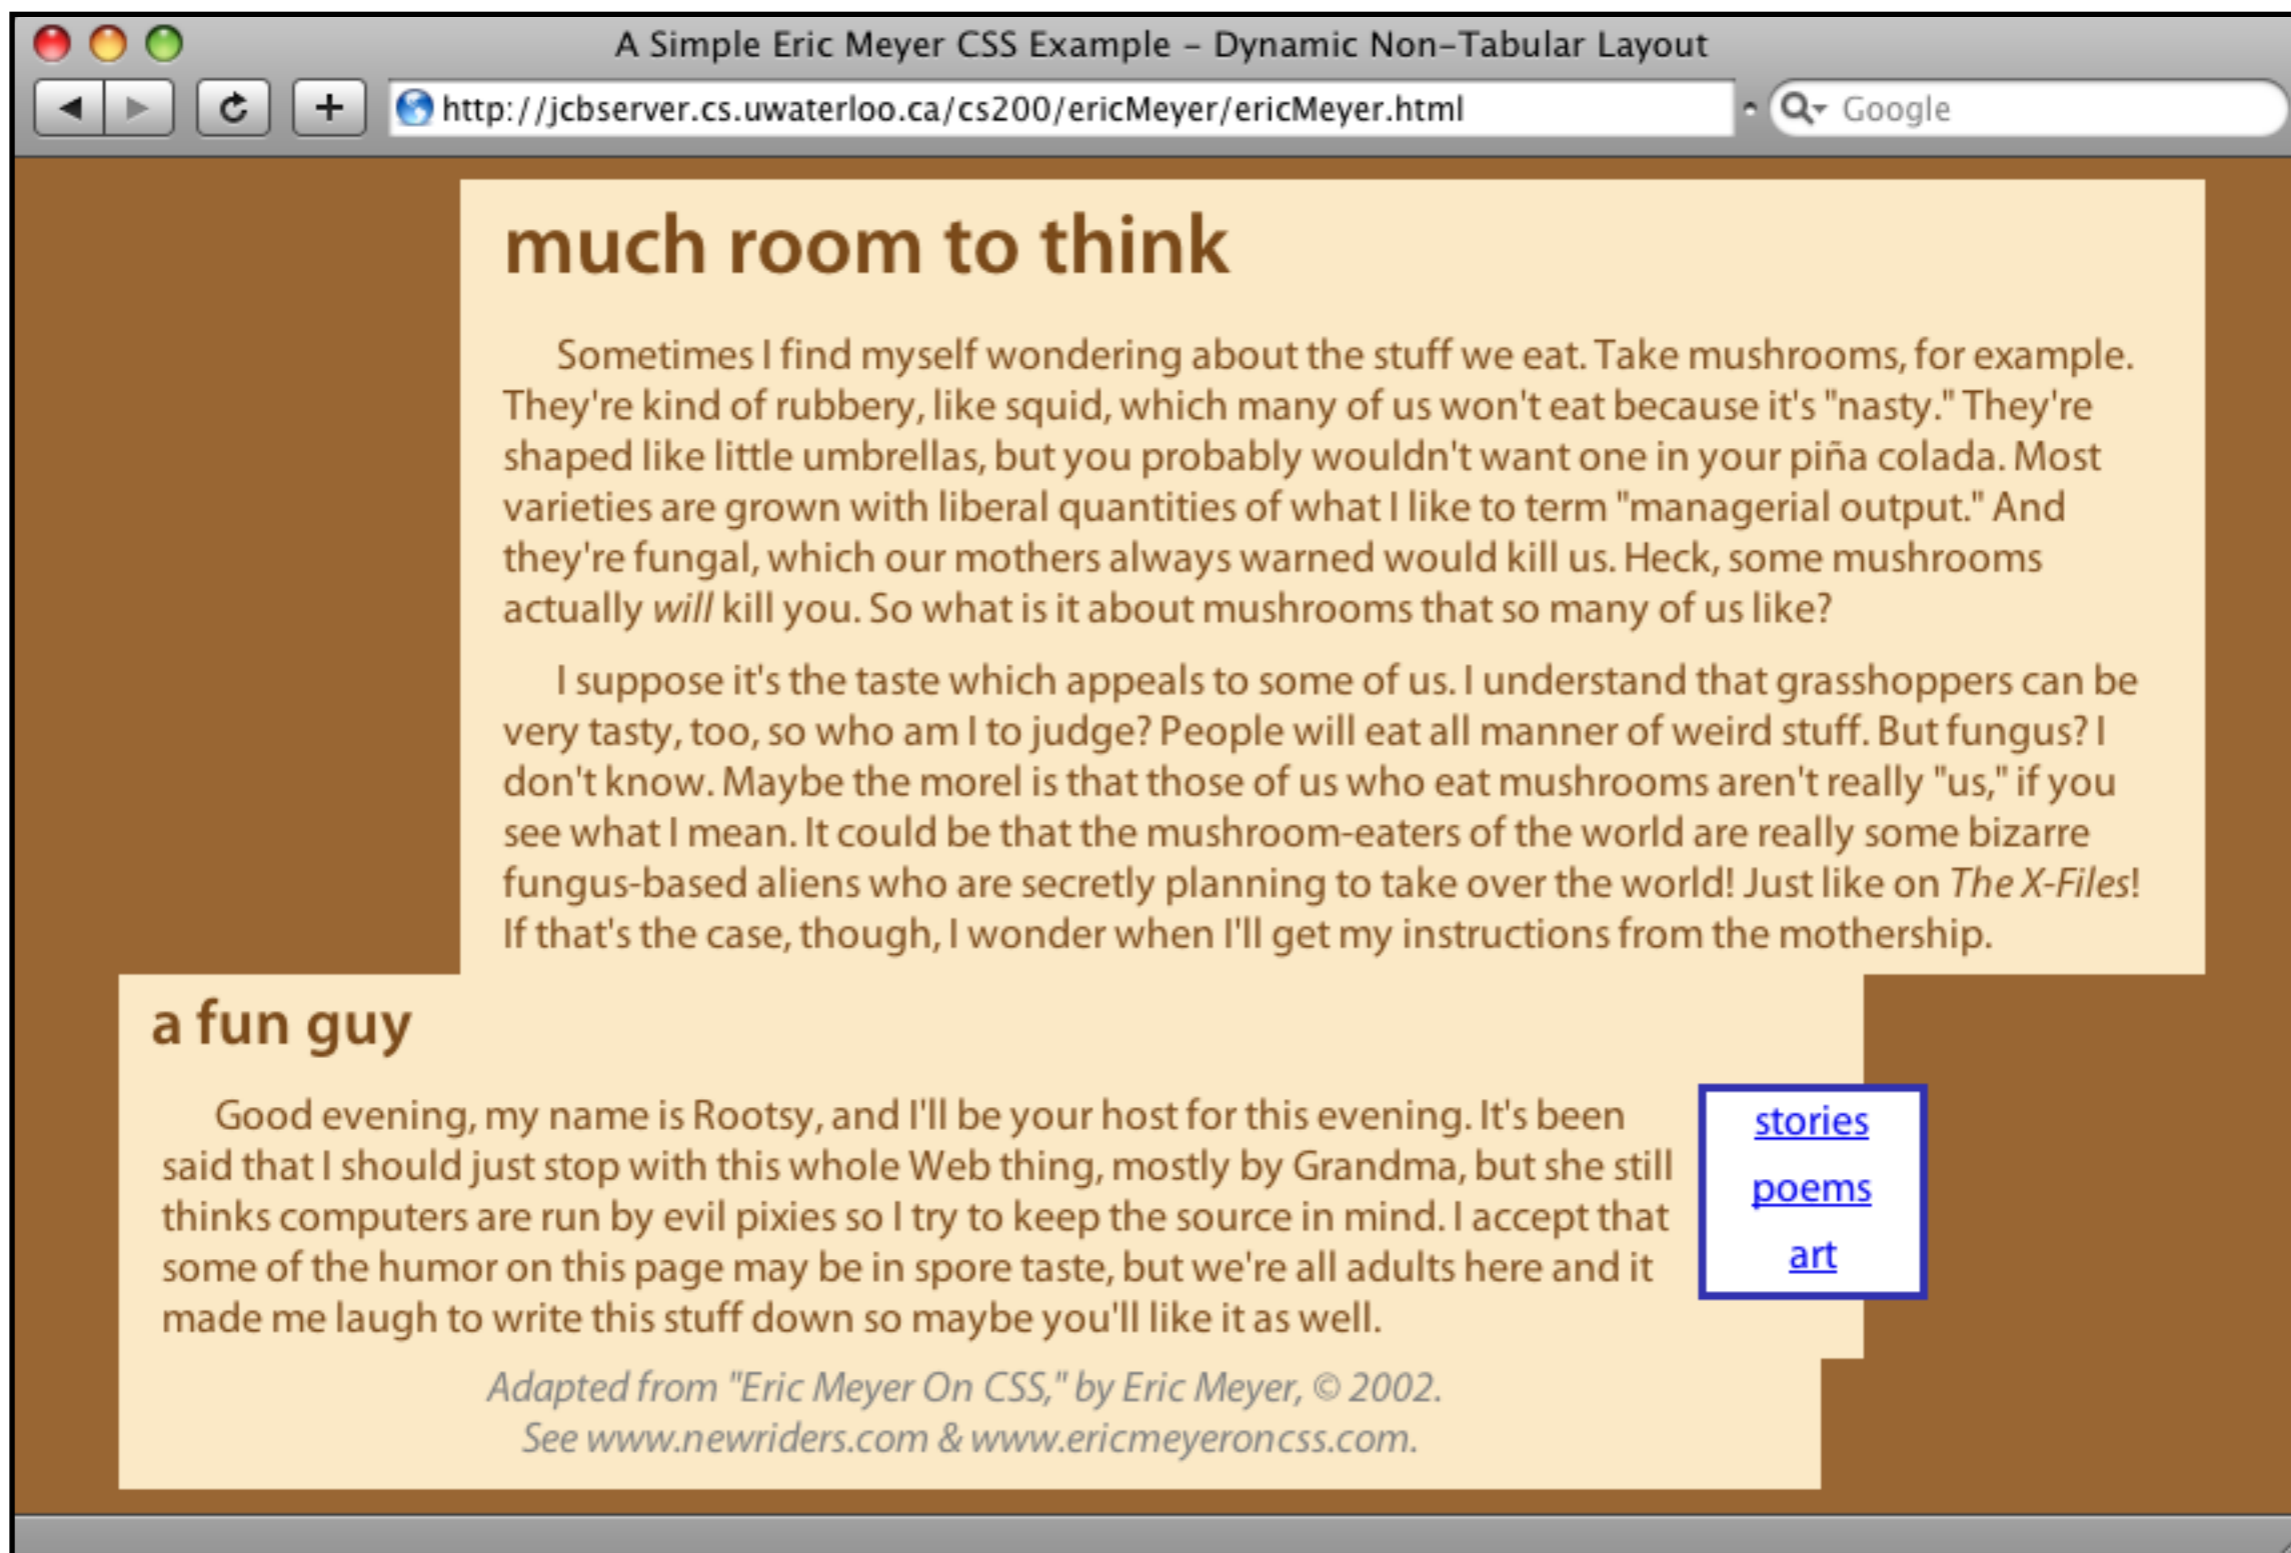 A Simple Eric Meyer CSS Example – Dynamic Non-Tabular Layout
http://jcbserver.cs.uwaterloo.ca/cs200/ericMeyer/ericMeyer.html
Google
much room to think
Sometimes I find myself wondering about the stuff we eat. Take mushrooms, for example.
They're kind of rubbery, like squid, which many of us won't eat because it's "nasty." They're
shaped like little umbrellas, but you probably wouldn't want one in your piña colada. Most
varieties are grown with liberal quantities of what I like to term "managerial output." And
they're fungal, which our mothers always warned would kill us. Heck, some mushrooms
actually will kill you. So what is it about mushrooms that so many of us like?
I suppose it's the taste which appeals to some of us. I understand that grasshoppers can be
very tasty, too, so who am I to judge? People will eat all manner of weird stuff. But fungus? I
don't know. Maybe the morel is that those of us who eat mushrooms aren't really "us," if you
see what I mean. It could be that the mushroom-eaters of the world are really some bizarre
fungus-based aliens who are secretly planning to take over the world! Just like on The X-Files!
If that's the case, though, I wonder when I'll get my instructions from the mothership.
a fun guy
Good evening, my name is Rootsy, and I'll be your host for this evening. It's been
said that I should just stop with this whole Web thing, mostly by Grandma, but she still
thinks computers are run by evil pixies so I try to keep the source in mind. I accept that
some of the humor on this page may be in spore taste, but we're all adults here and it
made me laugh to write this stuff down so maybe you'll like it as well.
stories
poems
art
Adapted from "Eric Meyer On CSS," by Eric Meyer, © 2002.
See www.newriders.com & www.ericmeyeroncss.com.